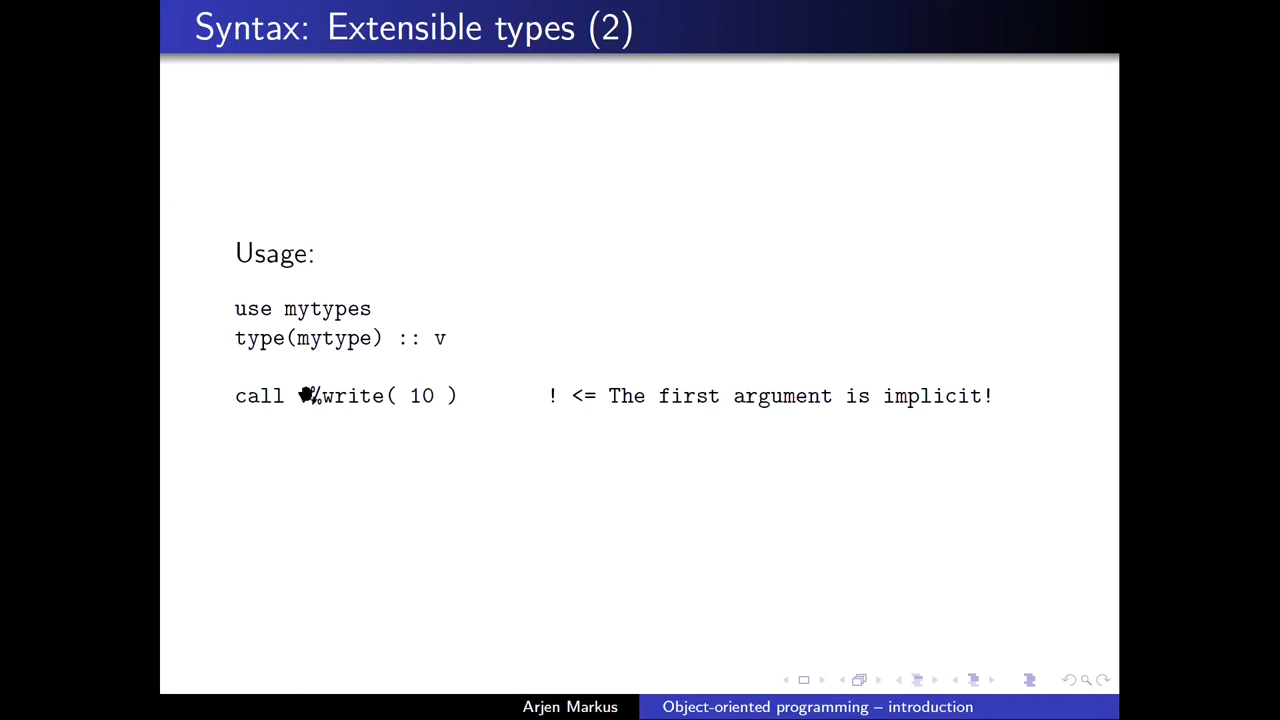 Syntax: Extensible types (2)
Usage:
use mytypes
type(mytype) :: v
call v%write( 10 ) ! <= The first argument is implicit!
Arjen Markus
Object-oriented programming – introduction